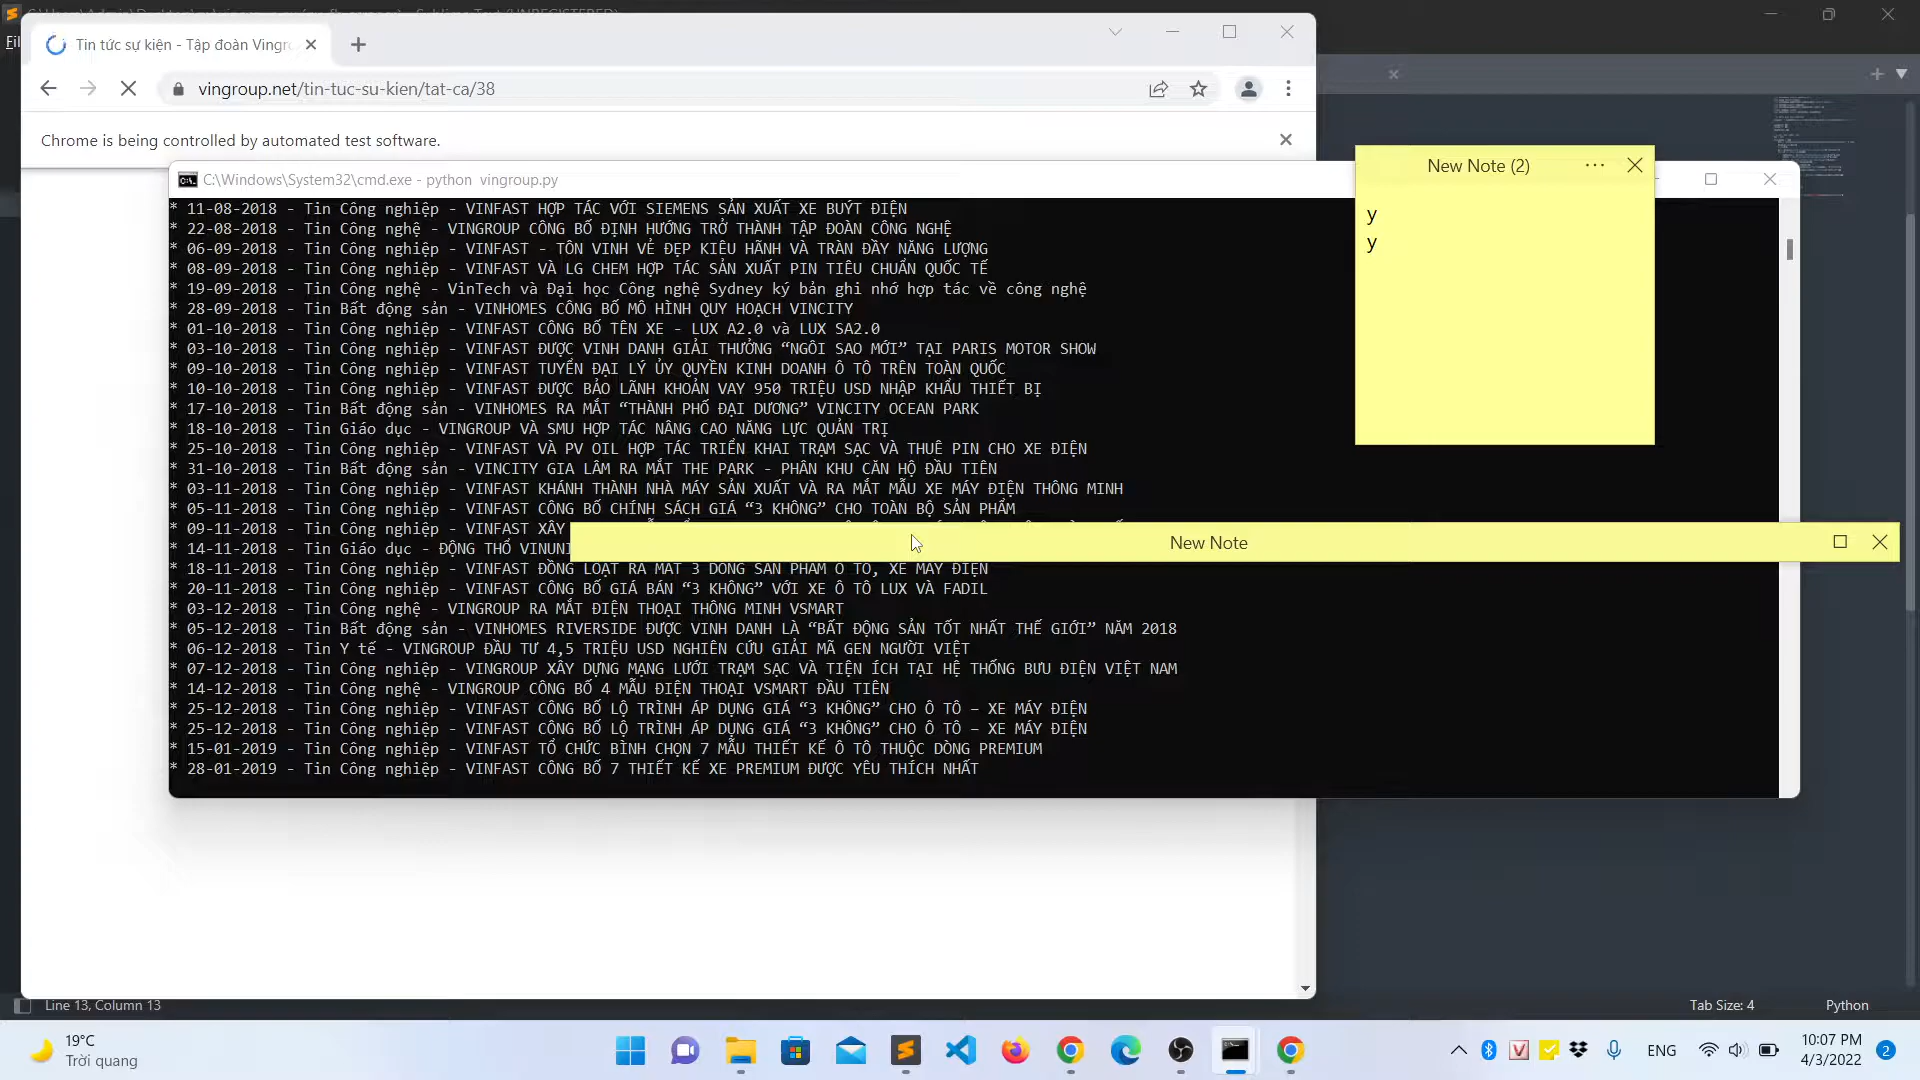 Tin tức sự kiện - Tập đoàn Vingr
vingroup.net/tin-tuc-su-kien/tat-ca/38
Chrome is being controlled by automated test software.
C:\Windows\System32\cmd.exe - python  vingroup.py
* 11-08-2018 - Tin Công nghiệp - VINFAST HỢP TÁC VỚI SIEMENS SẢN XUẤT XE BUÝT ĐIỆN
* 22-08-2018 - Tin Công nghệ - VINGROUP CÔNG BỐ ĐỊNH HƯỚNG TRỞ THÀNH TẬP ĐOÀN CÔNG NGHỆ
* 06-09-2018 - Tin Công nghiệp - VINFAST - TÔN VINH VẺ ĐẸP KIÊU HÃNH VÀ TRÀN ĐẦY NĂNG LƯỢNG
* 08-09-2018 - Tin Công nghiệp - VINFAST VÀ LG CHEM HỢP TÁC SẢN XUẤT PIN TIÊU CHUẨN QUỐC TẾ
* 19-09-2018 - Tin Công nghệ - VinTech và Đại học Công nghệ Sydney ký bản ghi nhớ hợp tác về công nghệ
* 28-09-2018 - Tin Bất động sản - VINHOMES CÔNG BỐ MÔ HÌNH QUY HOẠCH VINCITY
* 01-10-2018 - Tin Công nghiệp - VINFAST CÔNG BỐ TÊN XE - LUX A2.0 và LUX SA2.0
* 03-10-2018 - Tin Công nghiệp - VINFAST ĐƯỢC VINH DANH GIẢI THƯỞNG “NGÔI SAO MỚI” TẠI PARIS MOTOR SHOW
* 09-10-2018 - Tin Công nghiệp - VINFAST TUYỂN ĐẠI LÝ ỦY QUYỀN KINH DOANH Ô TÔ TRÊN TOÀN QUỐC
* 10-10-2018 - Tin Công nghiệp - VINFAST ĐƯỢC BẢO LÃNH KHOẢN VAY 950 TRIỆU USD NHẬP KHẨU THIẾT BỊ
* 17-10-2018 - Tin Bất động sản - VINHOMES RA MẮT “THÀNH PHỐ ĐẠI DƯƠNG” VINCITY OCEAN PARK
* 18-10-2018 - Tin Giáo dục - VINGROUP VÀ SMU HỢP TÁC NÂNG CAO NĂNG LỰC QUẢN TRỊ
* 25-10-2018 - Tin Công nghiệp - VINFAST VÀ PV OIL HỢP TÁC TRIỂN KHAI TRẠM SẠC VÀ THUÊ PIN CHO XE ĐIỆN
* 31-10-2018 - Tin Bất động sản - VINCITY GIA LÂM RA MẮT THE PARK - PHÂN KHU CĂN HỘ ĐẦU TIÊN
* 03-11-2018 - Tin Công nghiệp - VINFAST KHÁNH THÀNH NHÀ MÁY SẢN XUẤT VÀ RA MẮT MẪU XE MÁY ĐIỆN THÔNG MINH
* 05-11-2018 - Tin Công nghiệp - VINFAST CÔNG BỐ CHÍNH SÁCH GIÁ “3 KHÔNG” CHO TOÀN BỘ SẢN PHẨM
* 09-11-2018 - Tin Công nghiệp - VINFAST XÂY
* 14-11-2018 - Tin Giáo dục - ĐỘNG THỔ VINUNI
* 18-11-2018 - Tin Công nghiệp - VINFAST ĐỒNG LOẠT RA MẮT 3 DÒNG SẢN PHẨM Ô TÔ, XE MÁY ĐIỆN
* 20-11-2018 - Tin Công nghiệp - VINFAST CÔNG BỐ GIÁ BÁN “3 KHÔNG” VỚI XE Ô TÔ LUX VÀ FADIL
* 03-12-2018 - Tin Công nghệ - VINGROUP RA MẮT ĐIỆN THOẠI THÔNG MINH VSMART
* 05-12-2018 - Tin Bất động sản - VINHOMES RIVERSIDE ĐƯỢC VINH DANH LÀ “BẤT ĐỘNG SẢN TỐT NHẤT THẾ GIỚI” NĂM 2018
* 06-12-2018 - Tin Y tế - VINGROUP ĐẦU TƯ 4,5 TRIỆU USD NGHIÊN CỨU GIẢI MÃ GEN NGƯỜI VIỆT
* 07-12-2018 - Tin Công nghiệp - VINGROUP XÂY DỰNG MẠNG LƯỚI TRẠM SẠC VÀ TIỆN ÍCH TẠI HỆ THỐNG BƯU ĐIỆN VIỆT NAM
* 14-12-2018 - Tin Công nghệ - VINGROUP CÔNG BỐ 4 MẪU ĐIỆN THOẠI VSMART ĐẦU TIÊN
* 25-12-2018 - Tin Công nghiệp - VINFAST CÔNG BỐ LỘ TRÌNH ÁP DỤNG GIÁ “3 KHÔNG” CHO Ô TÔ – XE MÁY ĐIỆN
* 25-12-2018 - Tin Công nghiệp - VINFAST CÔNG BỐ LỘ TRÌNH ÁP DỤNG GIÁ “3 KHÔNG” CHO Ô TÔ – XE MÁY ĐIỆN
* 15-01-2019 - Tin Công nghiệp - VINFAST TỔ CHỨC BÌNH CHỌN 7 MẪU THIẾT KẾ Ô TÔ THUỘC DÒNG PREMIUM
* 28-01-2019 - Tin Công nghiệp - VINFAST CÔNG BỐ 7 THIẾT KẾ XE PREMIUM ĐƯỢC YÊU THÍCH NHẤT
New Note (2)
y
y
New Note
Line 13, Column 13
Tab Size: 4
Python
19°C
Trời quang
ENG
10:07 PM
4/3/2022
2